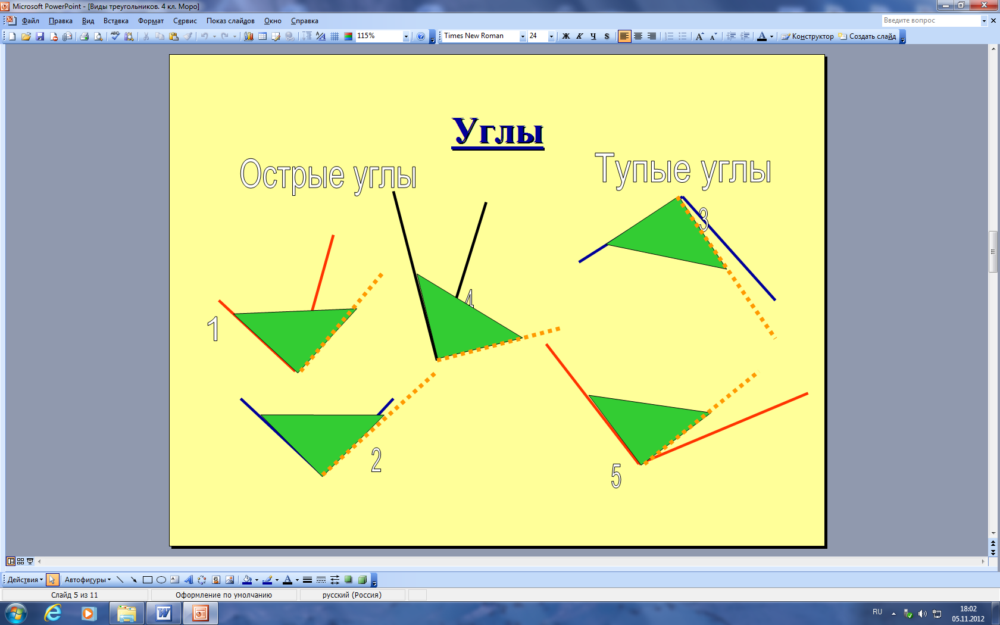 Microsoft PowerPoint - [Виды треугольников. 4 кл. Моро]
Файл Правка Вид Вставка Формат Сервис Показ слайдов Окно Справка
Введите вопрос
115%
Times New Roman
24
Ж К Ч S
Конструктор
Создать слайд
Углы
Острые углы
Тупые углы
3
4
1
2
5
Действия
Автофигуры
Слайд 5 из 11
Оформление по умолчанию
русский (Россия)
RU
18:02
05.11.2012